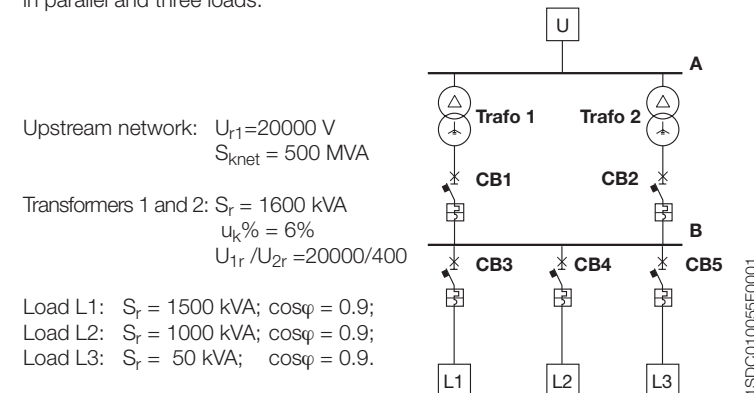 in parallel and three loads.
U
A
Trafo 1
Trafo 2
Upstream network: Ur1=20000 V
Sknet = 500 MVA
CB1
CB2
Transformers 1 and 2: Sr = 1600 kVA
uk% = 6%
U1r /U2r =20000/400
B
CB3
CB4
CB5
Load L1: Sr = 1500 kVA; cosφ = 0.9;
Load L2: Sr = 1000 kVA; cosφ = 0.9;
Load L3: Sr = 50 kVA; cosφ = 0.9.
L1
L2
L3
1SDC010055F0001